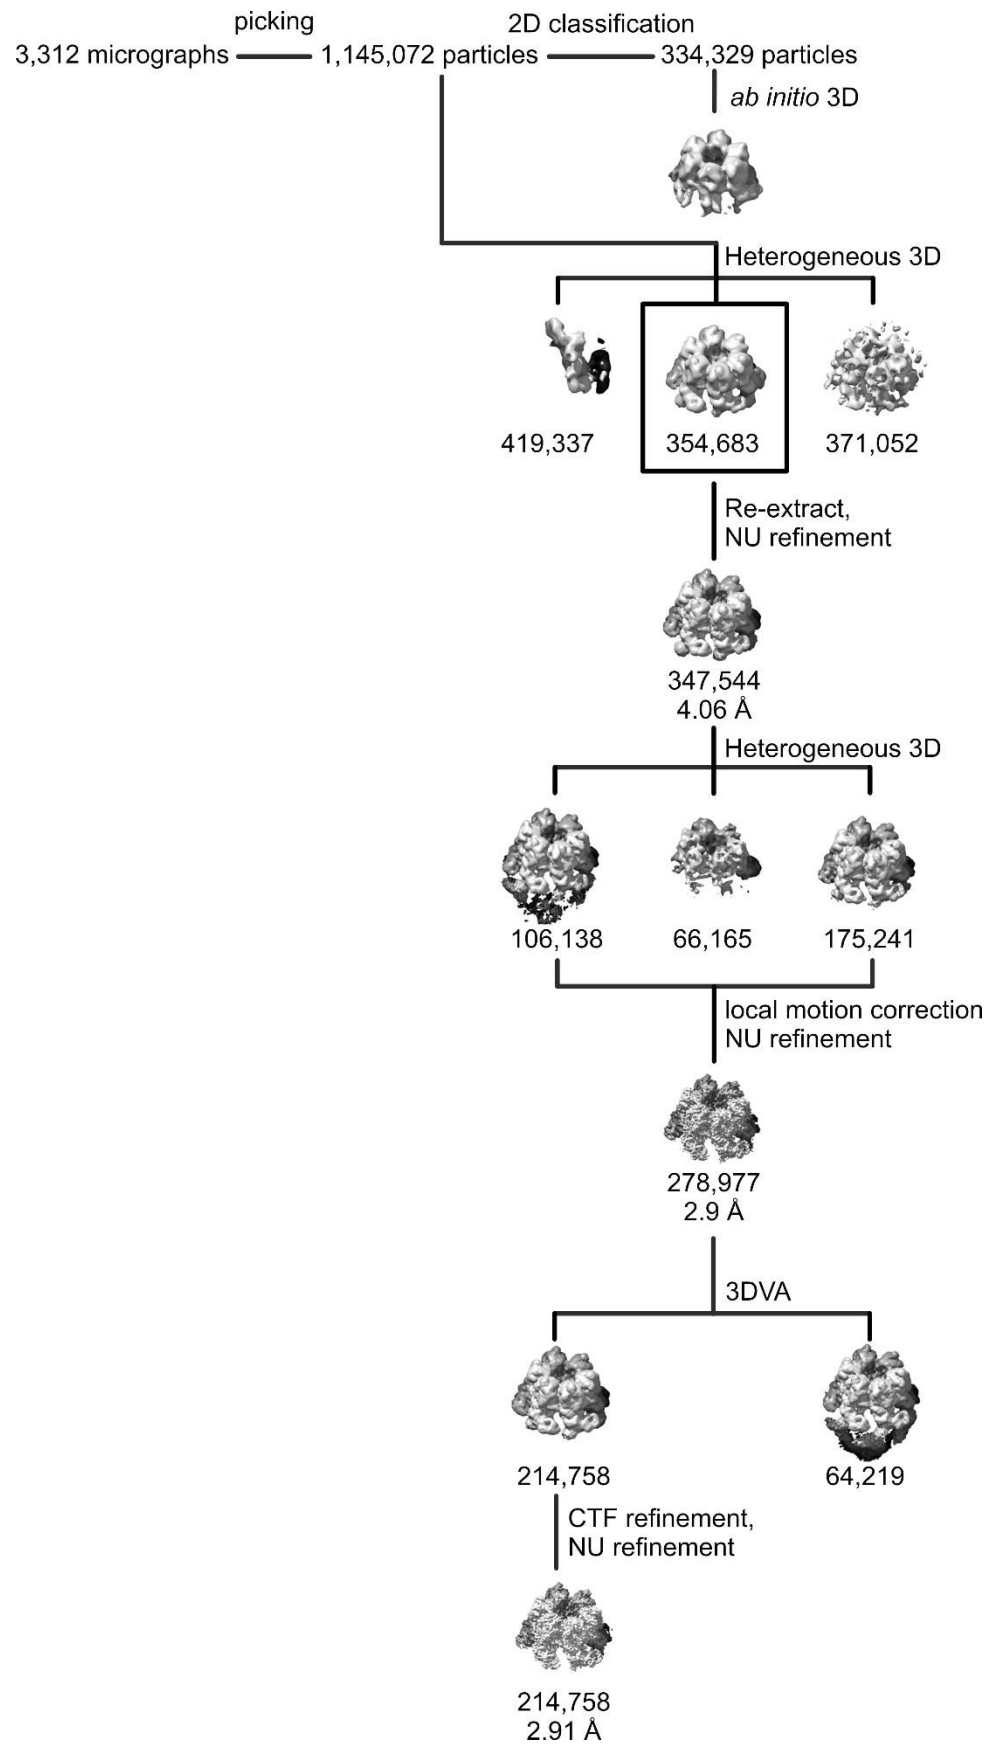 picking
2D classification
3,312 micrographs
1,145,072 particles
334,329 particles
ab initio 3D
Heterogeneous 3D
419,337
354,683
371,052
Re-extract,
NU refinement
347,544
4.06 Å
Heterogeneous 3D
106,138
66,165
175,241
local motion correction
NU refinement
278,977
2.9 Å
3DVA
214,758
64,219
CTF refinement,
NU refinement
214,758
2.91 Å